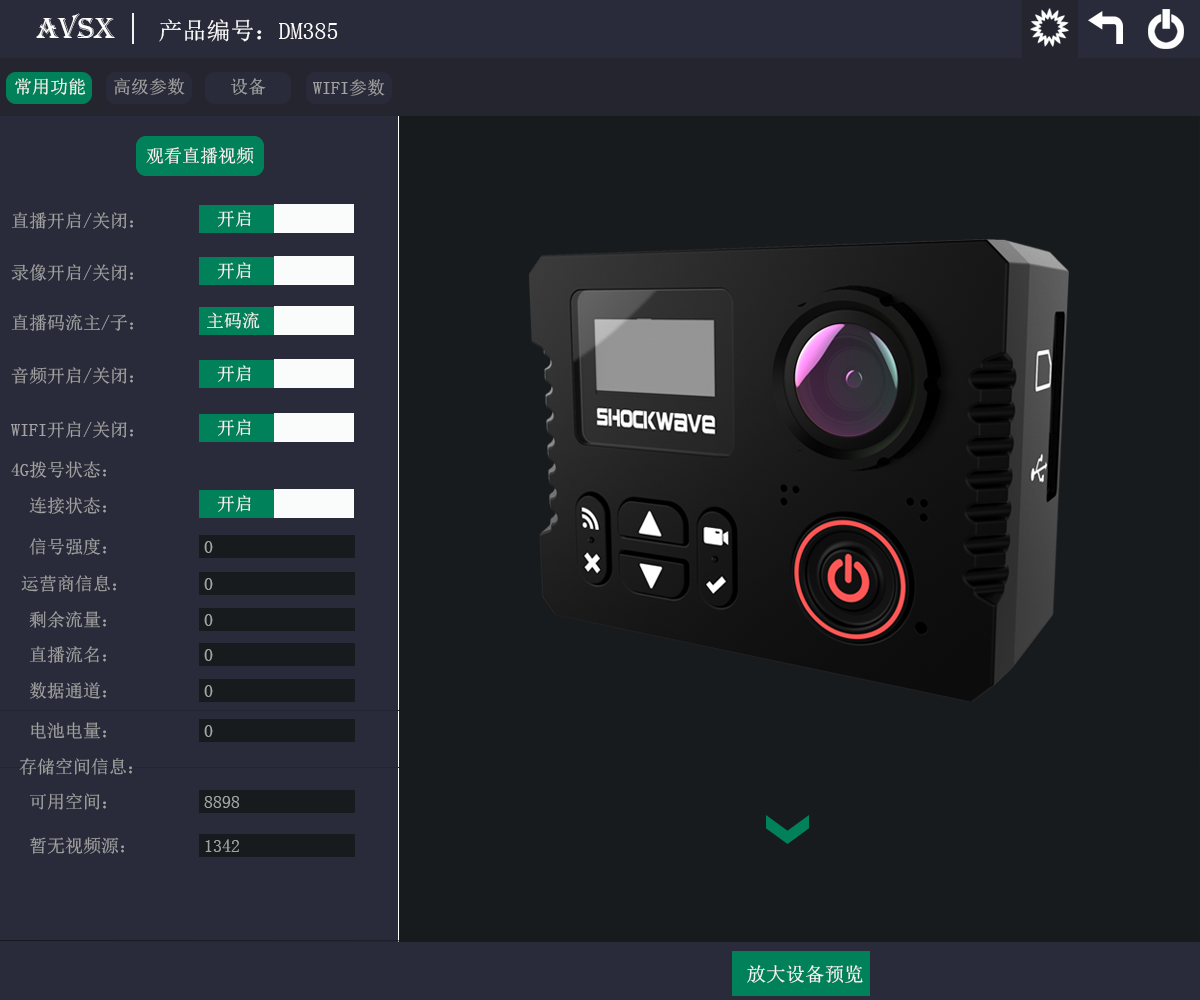 AVSX
产品编号：DM385
常用功能 高级参数 设备 WIFI参数
观看直播视频
直播开启/关闭： 开启
录像开启/关闭： 开启
直播码流主/子： 主码流
音频开启/关闭： 开启
WIFI开启/关闭： 开启
4G拨号状态：
连接状态： 开启
信号强度： 0
运营商信息： 0
剩余流量： 0
直播流名： 0
数据通道： 0
电池电量： 0
存储空间信息：
可用空间： 8898
暂无视频源： 1342
SHOCKWAVE
放大设备预览